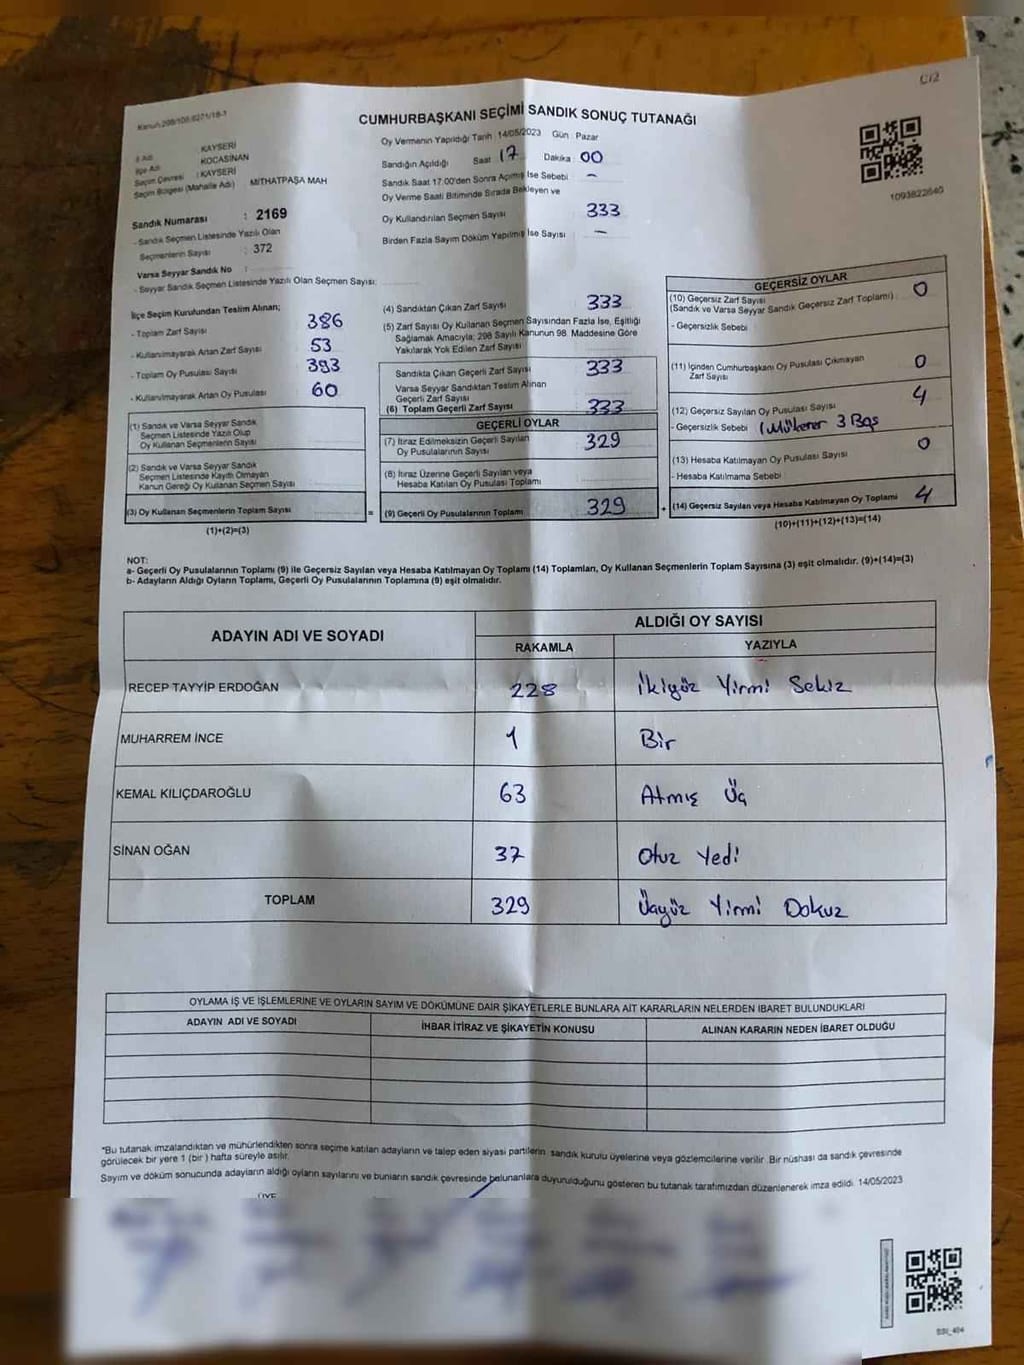 C/2
CUMHURBAŞKANI SEÇİMİ SANDIK SONUÇ TUTANAĞI
İl Adı : KAYSERİ
İlçe Adı : KOCASİNAN
Seçim Çevresi : KAYSERİ
Seçim Bölgesi (Mahalle Adı) : MİTHATPAŞA MAH
Sandık Numarası : 2169
- Sandık Seçmen Listesinde Yazılı Olan
Seçmenlerin Sayısı : 372
Varsa Seyyar Sandık No :
- Seyyar Sandık Seçmen Listesinde Yazılı Olan Seçmen Sayısı:
Oy Vermenin Yapıldığı Tarih : 14/05/2023 Gün : Pazar
Sandığın Açıldığı Saat 17 Dakika 00
Sandık Saat 17:00'den Sonra Açılmış İse Sebebi -
Oy Verme Saati Bitiminde Sırada Bekleyen ve
Oy Kullandırılan Seçmen Sayısı 333
Birden Fazla Sayım Döküm Yapılmış İse Sayısı -
1093822640
İlçe Seçim Kurulundan Teslim Alınan;
- Toplam Zarf Sayısı 386
- Kullanılmayarak Artan Zarf Sayısı 53
- Toplam Oy Pusulası Sayısı 393
- Kullanılmayarak Artan Oy Pusulası 60
(1) Sandık ve Varsa Seyyar Sandık
Seçmen Listesinde Yazılı Olup
Oy Kullanan Seçmenlerin Sayısı
(2) Sandık ve Varsa Seyyar Sandık
Seçmen Listesinde Kayıtlı Olmayan
Kanun Gereği Oy Kullanan Seçmen Sayısı
(3) Oy Kullanan Seçmenlerin Toplam Sayısı =
(1)+(2)=(3)
(4) Sandıktan Çıkan Zarf Sayısı 333
(5) Zarf Sayısı Oy Kullanan Seçmen Sayısından Fazla İse, Eşitliği
Sağlamak Amacıyla; 298 Sayılı Kanunun 98. Maddesine Göre
Yakılarak Yok Edilen Zarf Sayısı
Sandıkta Çıkan Geçerli Zarf Sayısı 333
Varsa Seyyar Sandıktan Teslim Alınan
Geçerli Zarf Sayısı
(6) Toplam Geçerli Zarf Sayısı 333
GEÇERLİ OYLAR
(7) İtiraz Edilmeksizin Geçerli Sayılan
Oy Pusulalarının Sayısı 329
(8) İtiraz Üzerine Geçerli Sayılan veya
Hesaba Katılan Oy Pusulası Toplamı
(9) Geçerli Oy Pusulalarının Toplamı 329 +
GEÇERSİZ OYLAR
(10) Geçersiz Zarf Sayısı
(Sandık ve Varsa Seyyar Sandık Geçersiz Zarf Toplamı) 0
- Geçersizlik Sebebi
(11) İçinden Cumhurbaşkanı Oy Pusulası Çıkmayan
Zarf Sayısı 0
(12) Geçersiz Sayılan Oy Pusulası Sayısı 4
- Geçersizlik Sebebi 1 Mükerer 3 Boş
(13) Hesaba Katılmayan Oy Pusulası Sayısı 0
- Hesaba Katılmama Sebebi
(14) Geçersiz Sayılan veya Hesaba Katılmayan Oy Toplamı 4
(10)+(11)+(12)+(13)=(14)
NOT:
a- Geçerli Oy Pusulalarının Toplamı (9) ile Geçersiz Sayılan veya Hesaba Katılmayan Oy Toplamı (14) Toplamları, Oy Kullanan Seçmenlerin Toplam Sayısına (3) eşit olmalıdır. (9)+(14)=(3)
b- Adayların Aldığı Oyların Toplamı, Geçerli Oy Pusulalarının Toplamına (9) eşit olmalıdır.
ADAYIN ADI VE SOYADI ALDIĞI OY SAYISI
RAKAMLA YAZIYLA
RECEP TAYYİP ERDOĞAN 228 İkiyüz Yirmi Sekiz
MUHARREM İNCE 1 Bir
KEMAL KILIÇDAROĞLU 63 Atmış Üç
SİNAN OĞAN 37 Otuz Yedi
TOPLAM 329 Üçyüz Yirmi Dokuz
OYLAMA İŞ VE İŞLEMLERİNE VE OYLARIN SAYIM VE DÖKÜMÜNE DAİR ŞİKAYETLERLE BUNLARA AİT KARARLARIN NELERDEN İBARET BULUNDUKLARI
ADAYIN ADI VE SOYADI İHBAR İTİRAZ VE ŞİKAYETİN KONUSU ALINAN KARARIN NEDEN İBARET OLDUĞU
*Bu tutanak imzalandıktan ve mühürlendikten sonra seçime katılan adayların ve talep eden siyasi partilerin sandık kurulu üyelerine veya gözlemcilerine verilir. Bir nüshası da sandık çevresinde
görülecek bir yere 1 (bir) hafta süreyle asılır.
Sayım ve döküm sonucunda adayların aldığı oyların sayılarını ve bunların sandık çevresinde bulunanlara duyurulduğunu gösteren bu tutanak tarafımızdan düzenlenerek imza edildi. 14/05/2023
ÜYE
SSI_404